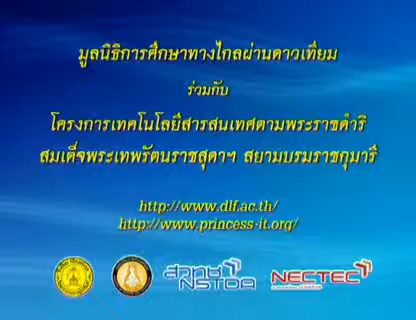 มูลนิธิการศึกษาทางไกลผ่านดาวเทียม
ร่วมกับ
โครงการเทคโนโลยีสารสนเทศตามพระราชดำริ
สมเด็จพระเทพรัตนราชสุดาฯ สยามบรมราชกุมารี
http://www.dlf.ac.th/
http://www.princess-it.org/
สวทช
NSTDA
NECTEC